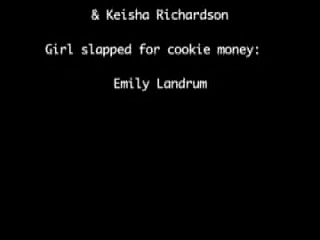 & Keisha Richardson
Girl slapped for cookie money:
Emily Landrum